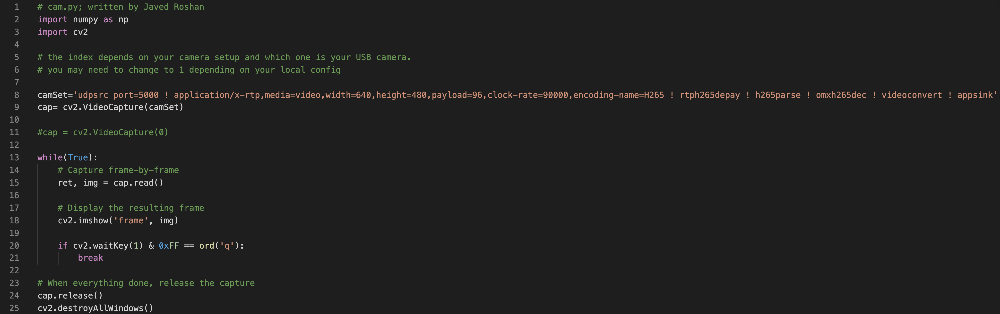 1 # cam.py; written by Javed Roshan
2 import numpy as np
3 import cv2
4
5 # the index depends on your camera setup and which one is your USB camera.
6 # you may need to change to 1 depending on your local config
7
8 camSet='udpsrc port=5000 ! application/x-rtp,media=video,width=640,height=480,payload=96,clock-rate=90000,encoding-name=H265 ! rtph265depay ! h265parse ! omxh265dec ! videoconvert ! appsink'
9 cap= cv2.VideoCapture(camSet)
10
11 #cap = cv2.VideoCapture(0)
12
13 while(True):
14     # Capture frame-by-frame
15     ret, img = cap.read()
16
17     # Display the resulting frame
18     cv2.imshow('frame', img)
19
20     if cv2.waitKey(1) & 0xFF == ord('q'):
21         break
22
23 # When everything done, release the capture
24 cap.release()
25 cv2.destroyAllWindows()